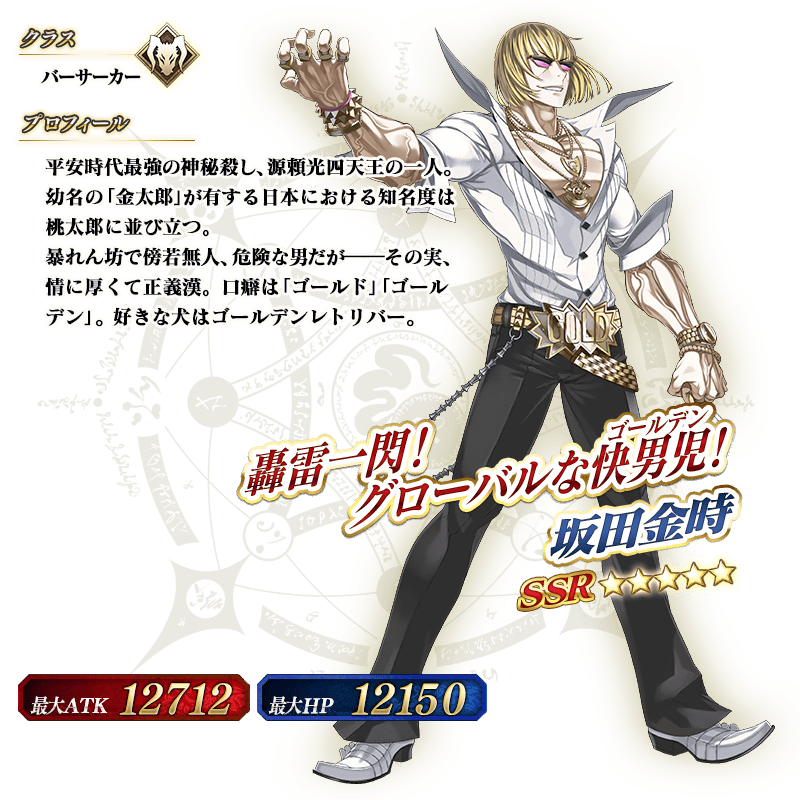 クラス
バーサーカー
プロフィール
平安時代最強の神秘殺し、源頼光四天王の一人。
幼名の「金太郎」が有する日本における知名度は
桃太郎に並び立つ。
暴れん坊で傍若無人、危険な男だが──その実、
情に厚くて正義漢。口癖は「ゴールド」「ゴール
デン」。好きな犬はゴールデンレトリバー。
GOLD
轟雷一閃!
ゴールデン
グローバルな快男児!
坂田金時
SSR ☆☆☆☆☆
最大ATK 12712
最大HP 12150